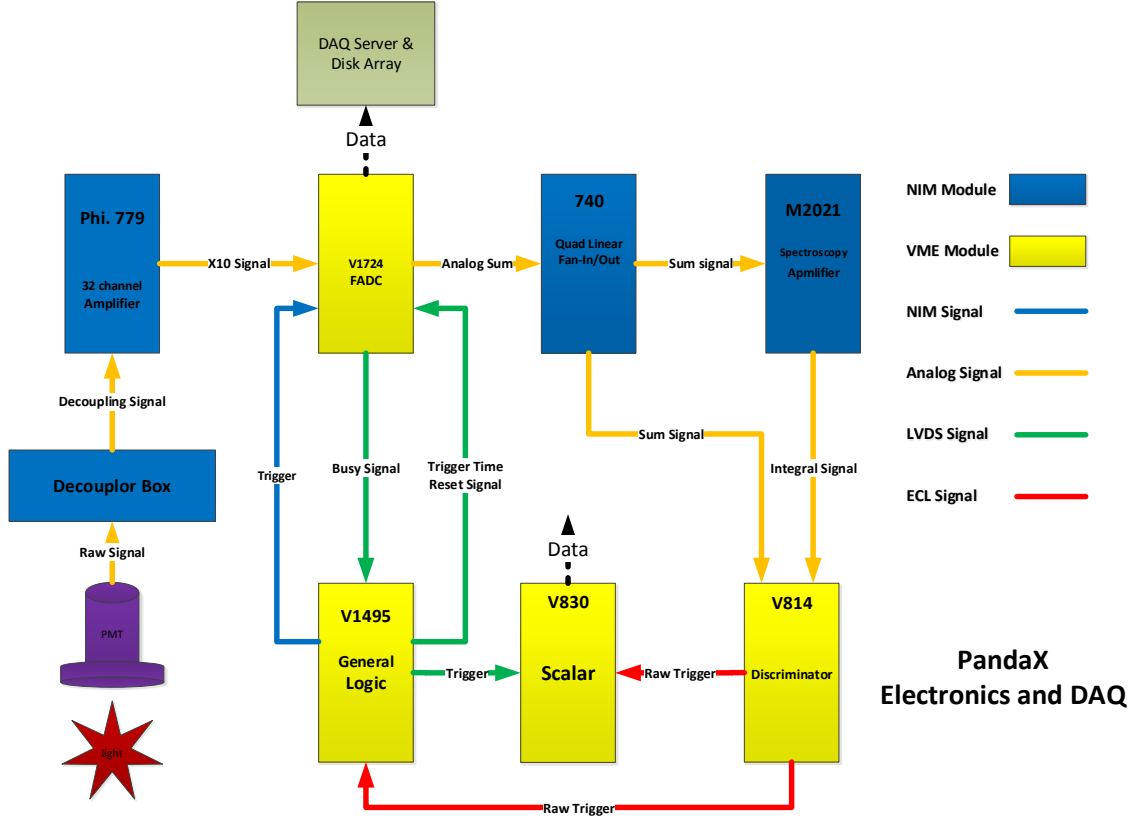 DAQ Server &
Disk Array
Data
Phi. 779
32 channel
Amplifier
X10 Signal
V1724
FADC
Analog Sum
740
Quad Linear
Fan-In/Out
Sum signal
M2021
Spectroscopy
Apmlifier
NIM Module
VME Module
NIM Signal
Analog Signal
LVDS Signal
ECL Signal
Decoupling Signal
Decouplor Box
Raw Signal
PMT
light
Trigger
Busy Signal
Trigger Time
Reset Signal
Sum Signal
Integral Signal
Data
V1495
General
Logic
Trigger
V830
Scalar
Raw Trigger
V814
Discriminator
Raw Trigger
PandaX
Electronics and DAQ